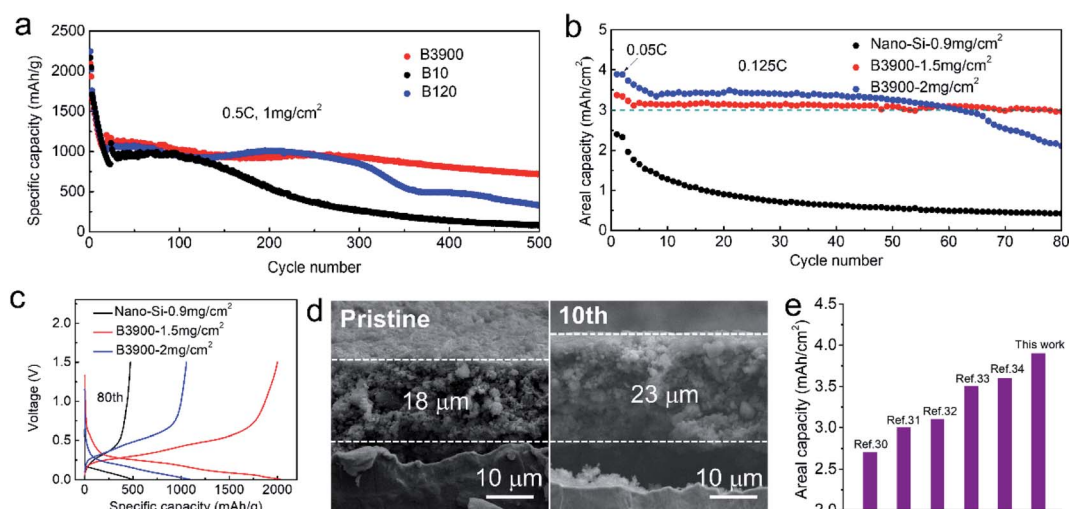 a
2500
2000
1500
1000
500
0
Specific capacity (mAh/g)
B3900
B10
B120
0.5C, 1mg/cm²
0 100 200 300 400 500
Cycle number
b
5
4
3
2
1
0
Areal capacity (mAh/cm²)
0.05C
0.125C
Nano-Si-0.9mg/cm²
B3900-1.5mg/cm²
B3900-2mg/cm²
0 10 20 30 40 50 60 70 80
Cycle number
c
2.0
1.5
1.0
0.5
0.0
Voltage (V)
Nano-Si-0.9mg/cm²
B3900-1.5mg/cm²
B3900-2mg/cm²
80th
0 500 1000 1500 2000
Specific capacity (mAh/g)
d
Pristine
18 μm
10 μm
10th
23 μm
10 μm
e
4.5
4.0
3.5
3.0
2.5
2.0
Areal capacity (mAh/cm²)
Ref.30
Ref.31
Ref.32
Ref.33
Ref.34
This work